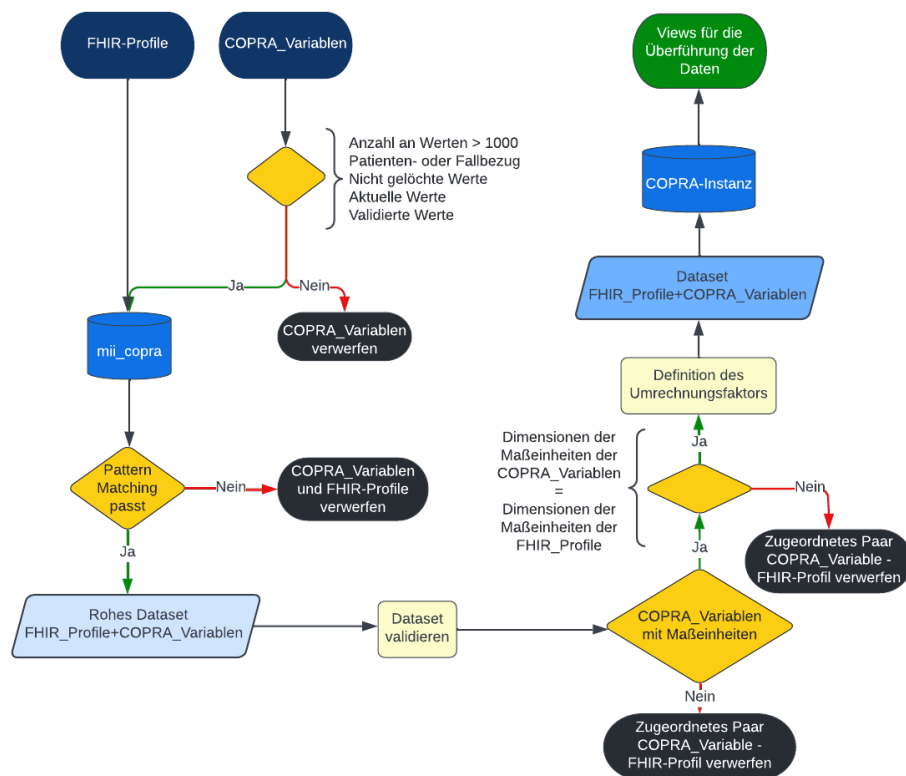 FHIR-Profile
COPRA_Variablen
Anzahl an Werten > 1000
Patienten- oder Fallbezug
Nicht gelöchte Werte
Aktuelle Werte
Validierte Werte
Ja
Nein
COPRA_Variablen
verwerfen
mii_copra
Pattern
Matching
passt
Nein
COPRA_Variablen
und FHIR-Profile
verwerfen
Ja
Rohes Dataset
FHIR_Profile+COPRA_Variablen
Dataset
validieren
COPRA_Variablen
mit Maßeinheiten
Nein
Zugeordnetes Paar
COPRA_Variable -
FHIR-Profil verwerfen
Ja
Dimensionen der
Maßeinheiten der
COPRA_Variablen
=
Dimensionen der
Maßeinheiten der
FHIR_Profile
Nein
Zugeordnetes Paar
COPRA_Variable -
FHIR-Profil verwerfen
Ja
Definition des
Umrechnungsfaktors
Dataset
FHIR_Profile+COPRA_Variablen
COPRA-Instanz
Views für die
Überführung der
Daten